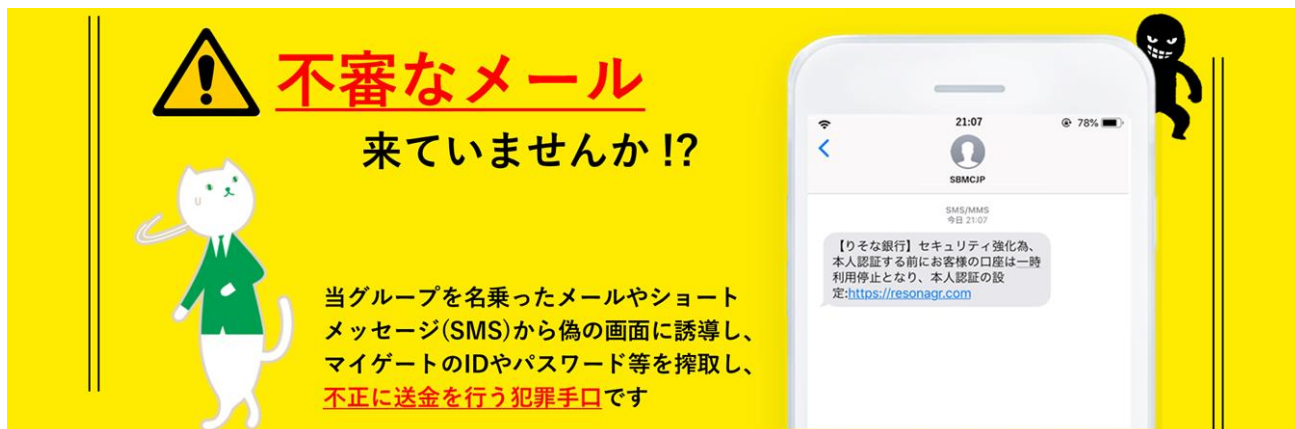 不審なメール
来ていませんか!?
当グループを名乗ったメールやショート
メッセージ(SMS)から偽の画面に誘導し、
マイゲートのIDやパスワード等を搾取し、
不正に送金を行う犯罪手口です
21:07
78%
SBMCJP
SMS/MMS
今日 21:07
【りそな銀行】セキュリティ強化為、
本人認証する前にお客様の口座は一時
利用停止となり、本人認証の設
定:https://resonagr.com